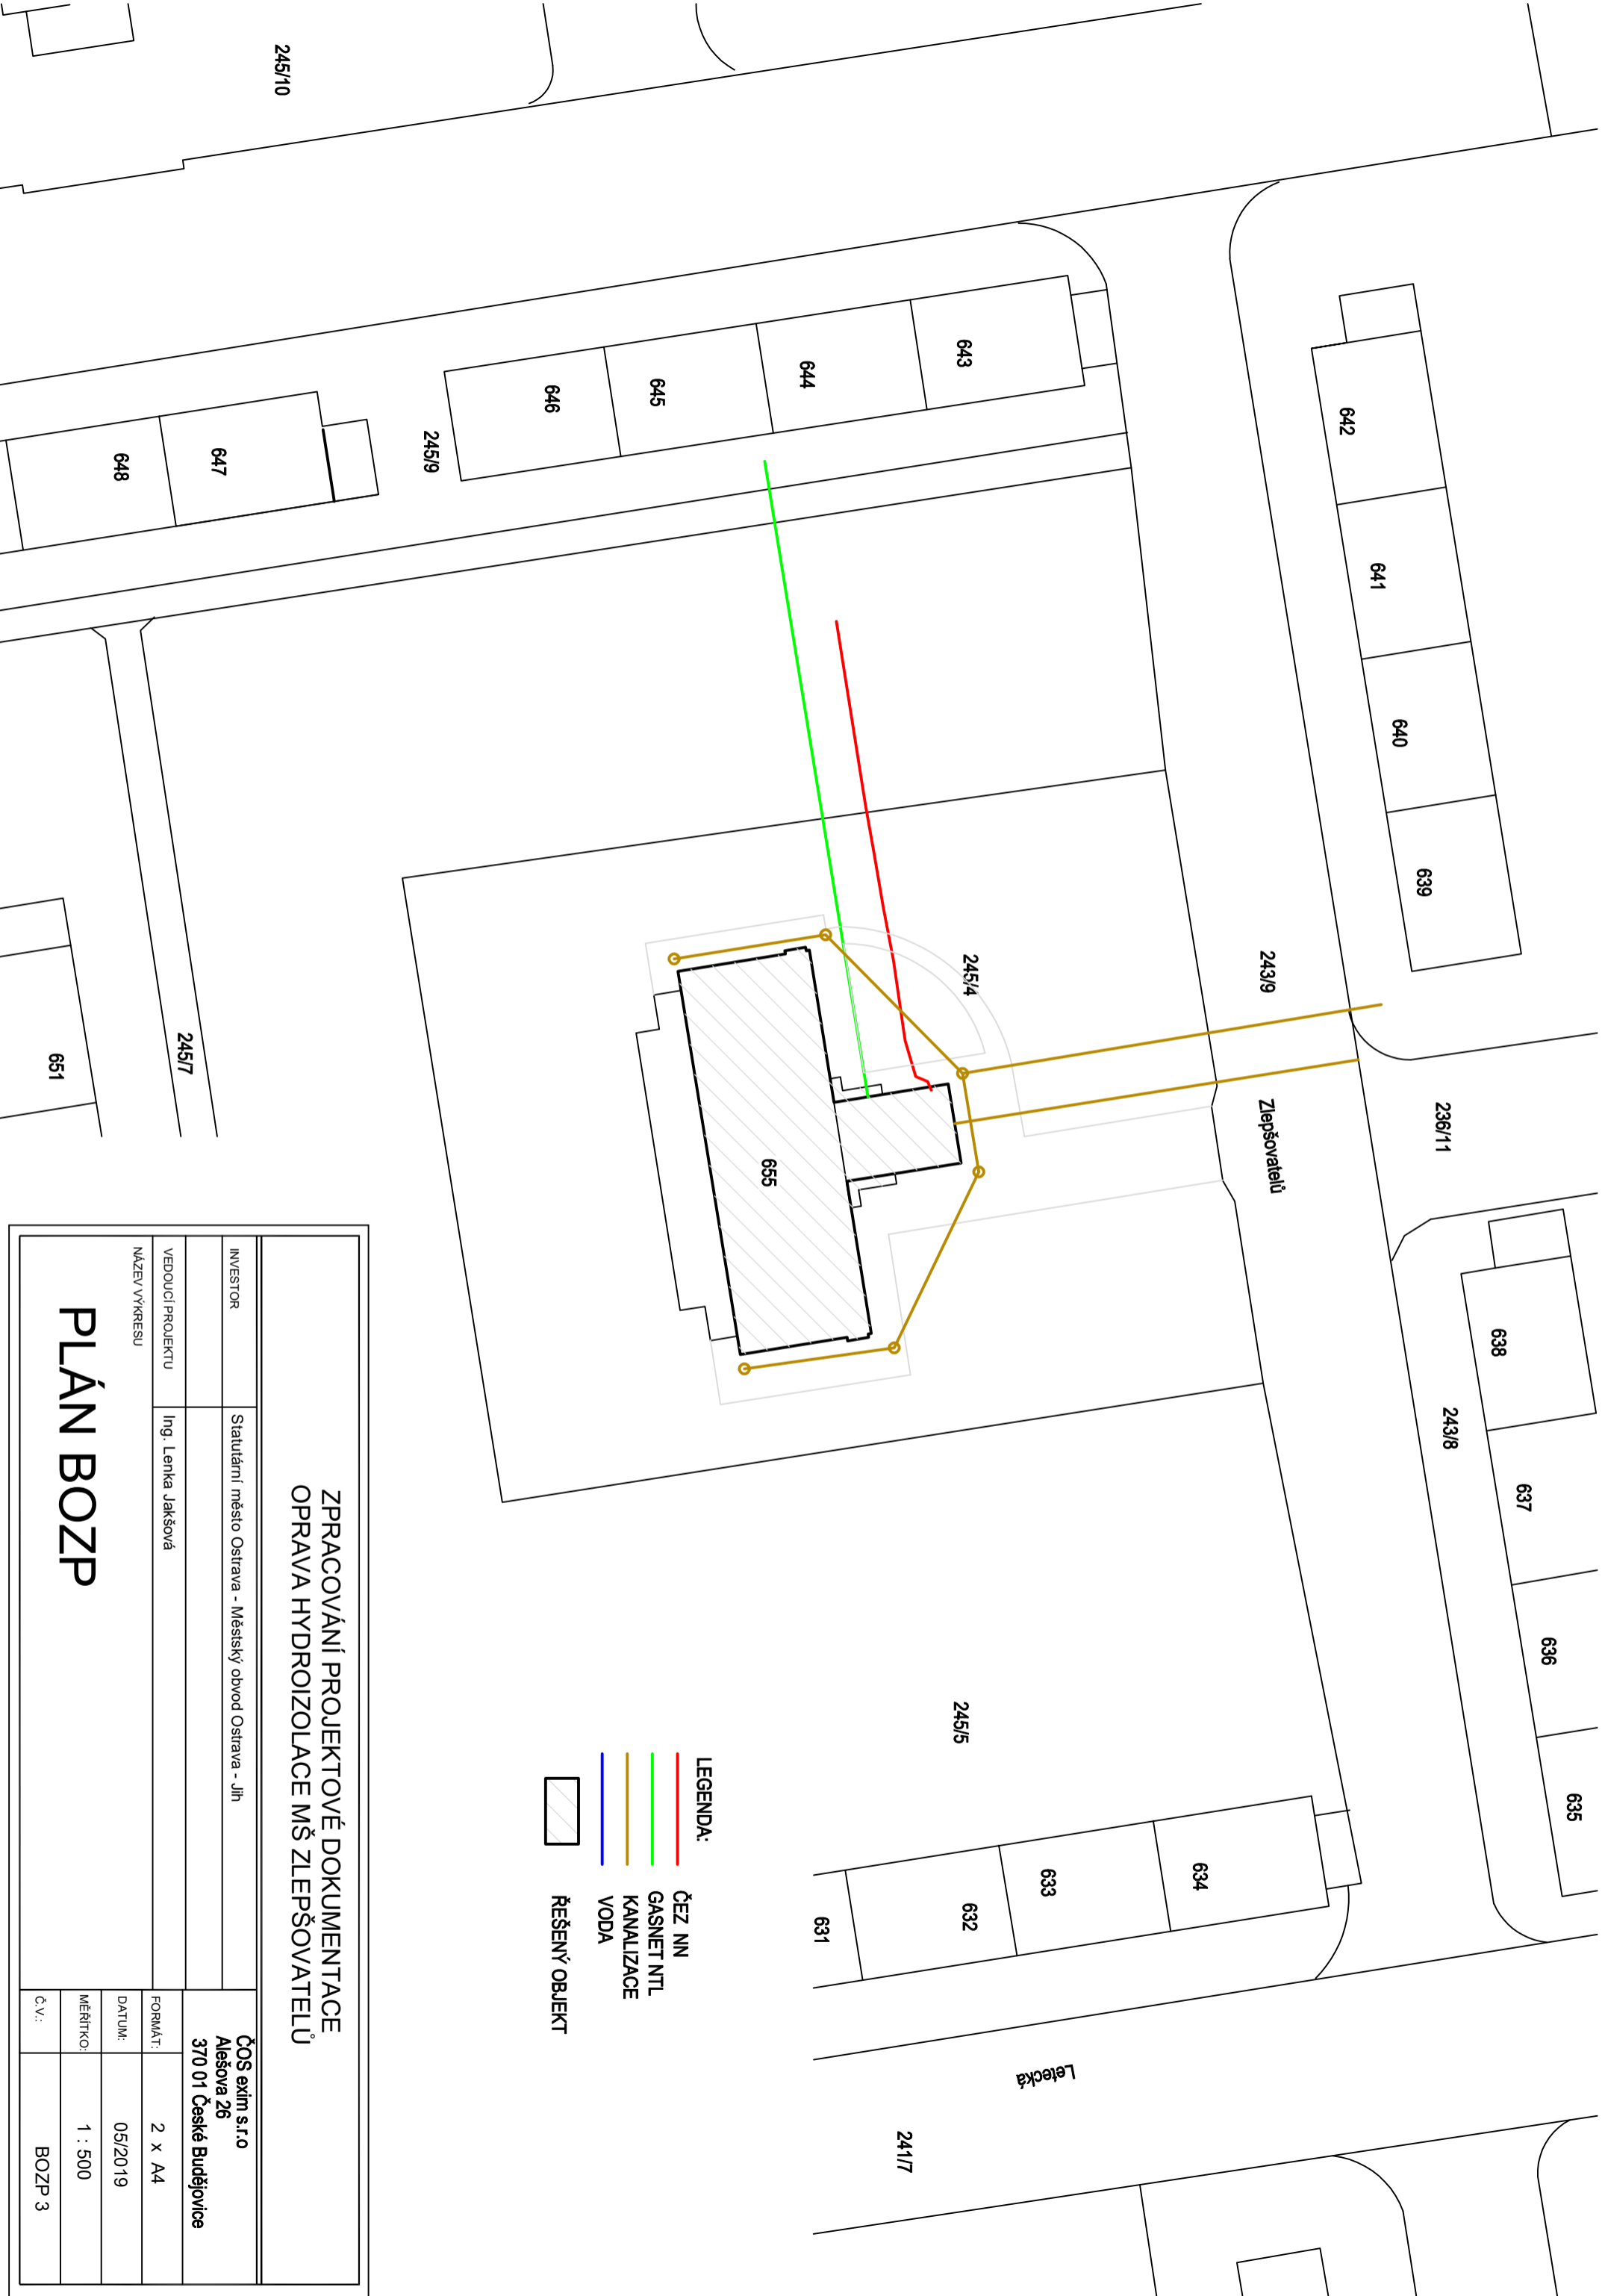 245/10
243/9
236/11
243/8
642
641
640
639
638
637
636
635
643
644
645
646
245/9
647
648
245/4
Zlepšovatelů
655
245/7
651
245/5
634
633
632
631
Letecká
241/7
LEGENDA:
ČEZ NN
GASNET NTL
KANALIZACE
VODA
ŘEŠENÝ OBJEKT
ZPRACOVÁNÍ PROJEKTOVÉ DOKUMENTACE
OPRAVA HYDROIZOLACE MŠ ZLEPŠOVATELŮ
INVESTOR
Statutární město Ostrava - Městský obvod Ostrava - Jih
VEDOUCÍ PROJEKTU
Ing. Lenka Jakšová
NÁZEV VÝKRESU
PLÁN BOZP
ČOS exim s.r.o
Alešova 26
370 01 České Budějovice
FORMÁT: 2 x A4
DATUM: 05/2019
MĚŘÍTKO: 1 : 500
Č.V.: BOZP 3